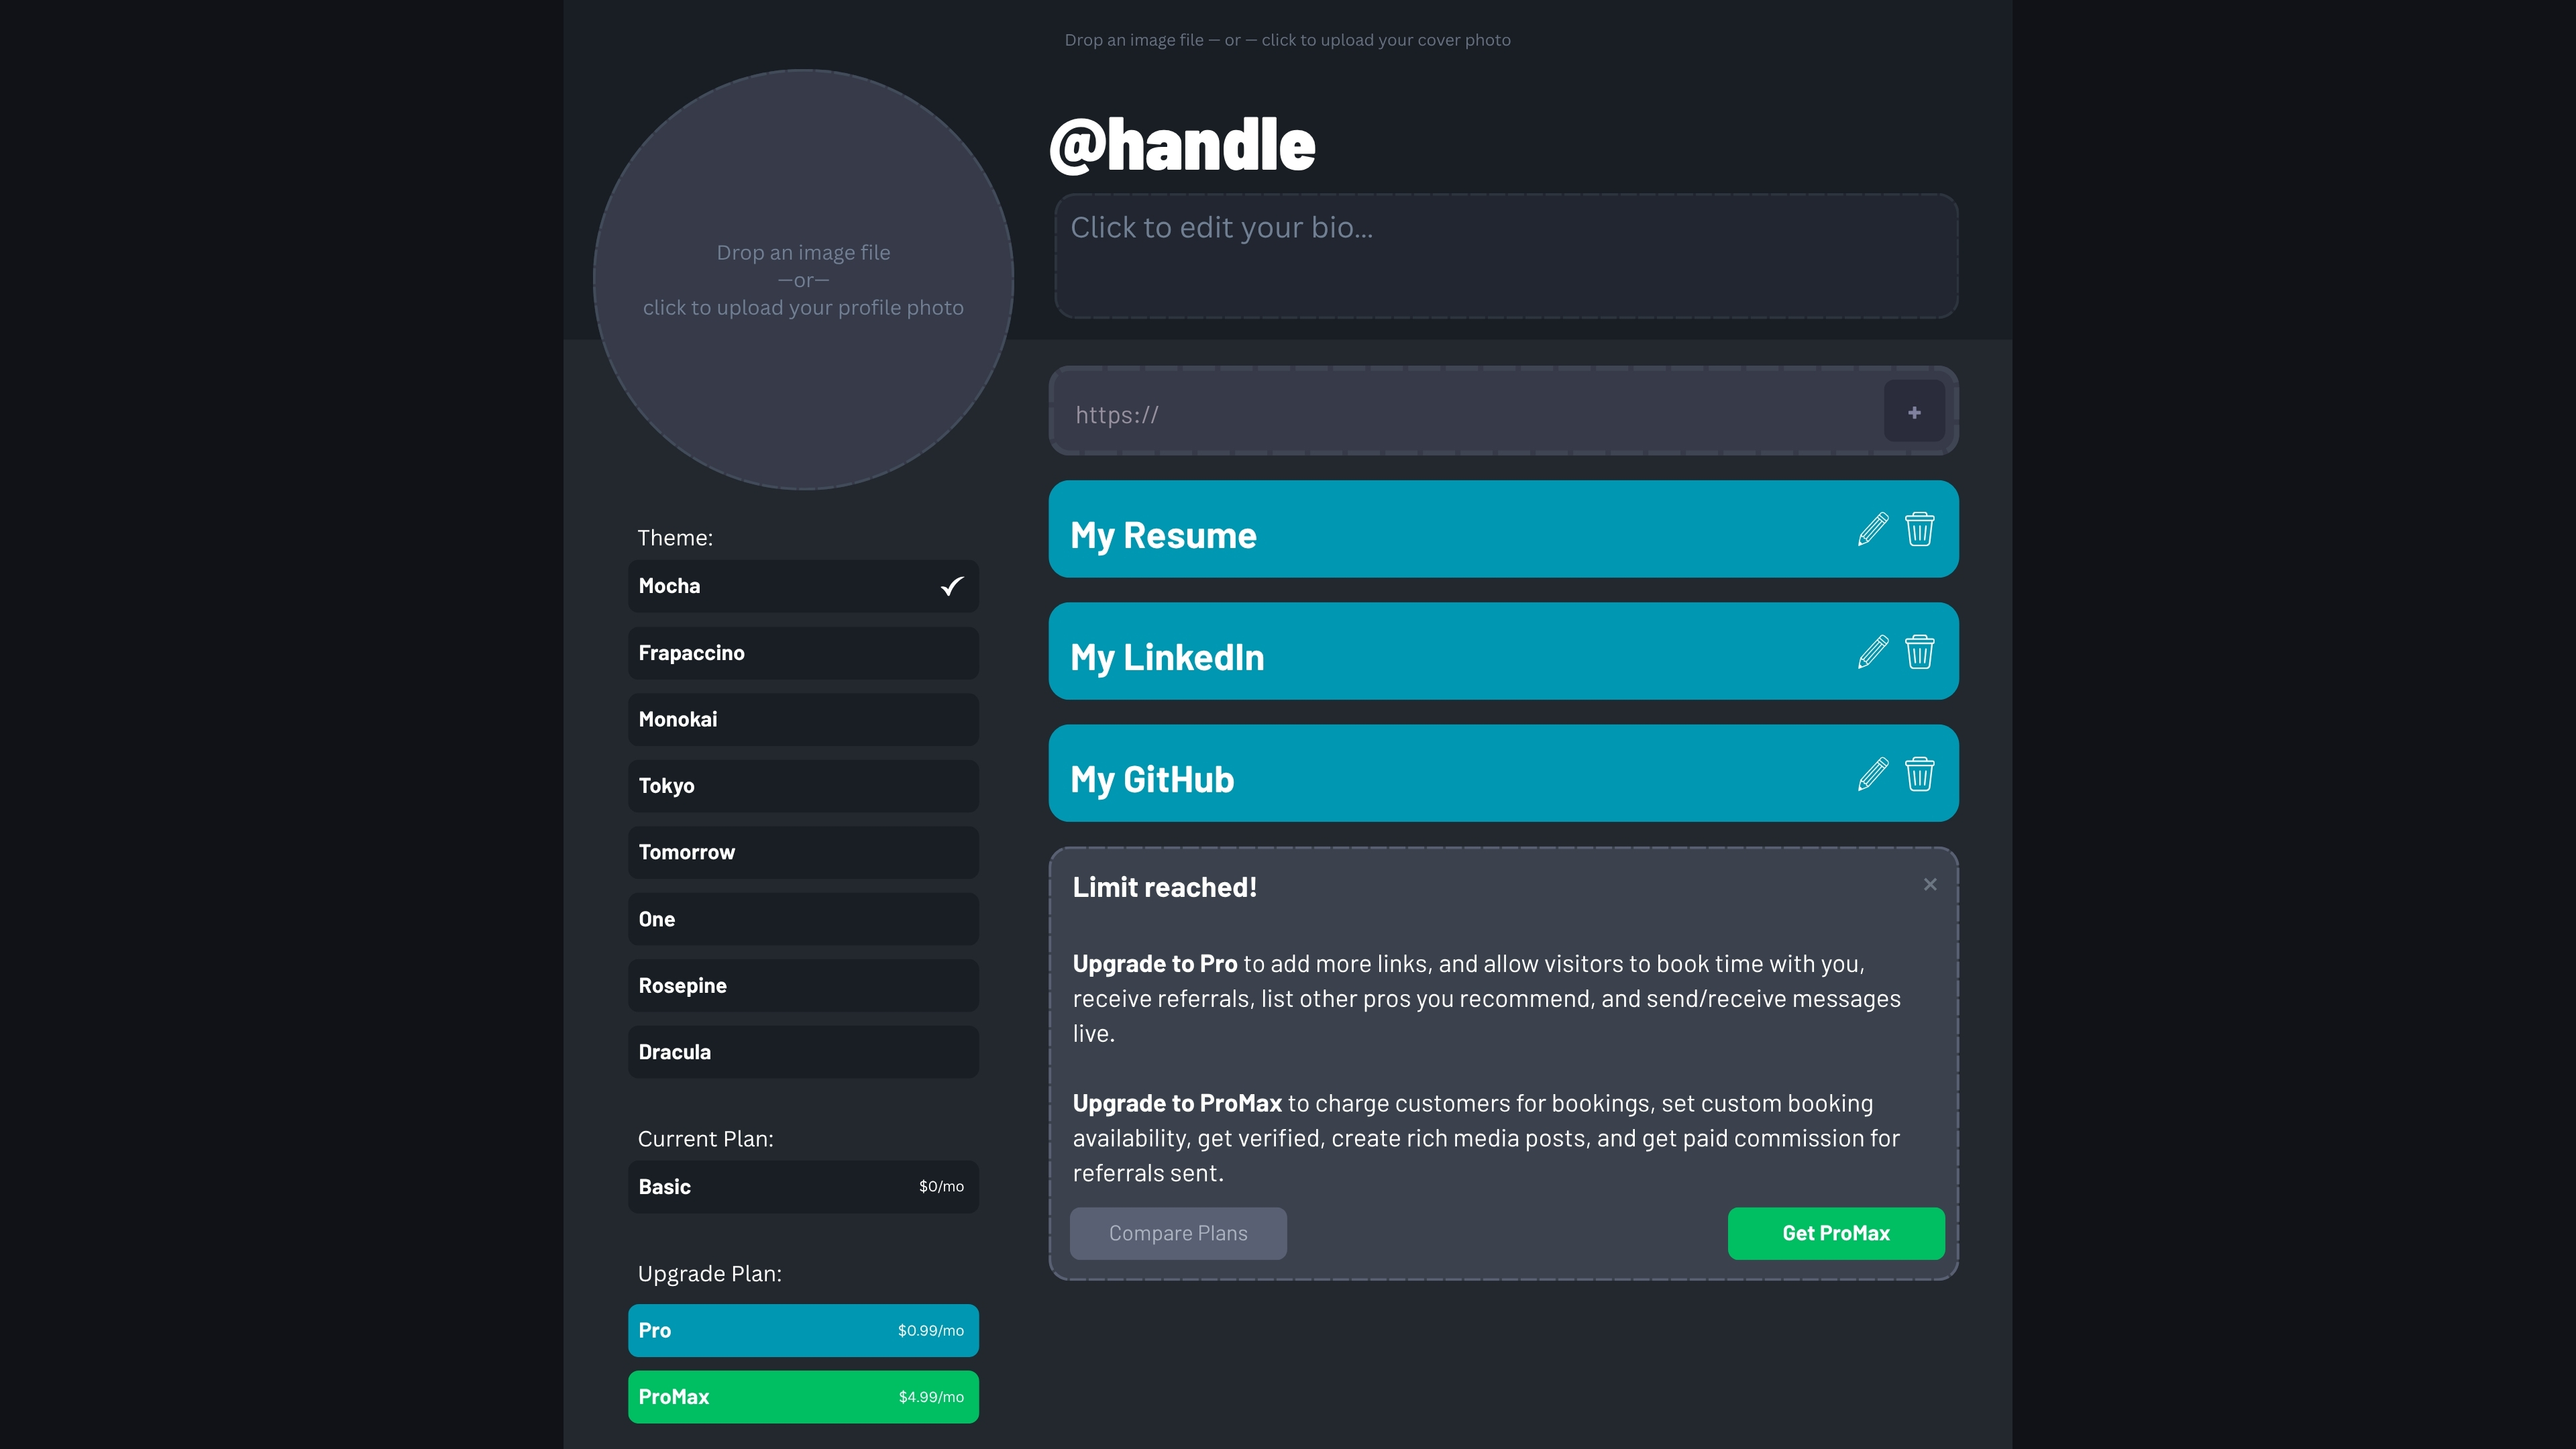 Drop an image file — or — click to upload your cover photo
@handle
Click to edit your bio...
Drop an image file
—or—
click to upload your profile photo
https://
+
My Resume
My LinkedIn
My GitHub
Theme:
Mocha
Frapaccino
Monokai
Tokyo
Tomorrow
One
Rosepine
Dracula
Current Plan:
Basic $0/mo
Upgrade Plan:
Pro $0.99/mo
ProMax $4.99/mo
Limit reached!
Upgrade to Pro to add more links, and allow visitors to book time with you,
receive referrals, list other pros you recommend, and send/receive messages
live.
Upgrade to ProMax to charge customers for bookings, set custom booking
availability, get verified, create rich media posts, and get paid commission for
referrals sent.
Compare Plans
Get ProMax